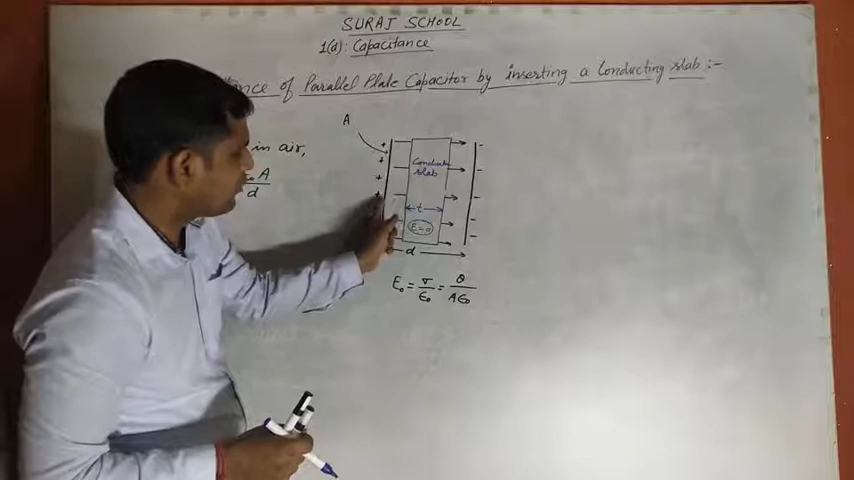 SURAJ SCHOOL
1(d): Capacitance
of Parallel Plate Capacitor by inserting a Conducting slab :-
in air,
A
d
A
+ -
+ -
+ -
+ -
-
Conducting
slab
t
E=0
d
E₀ = σ/ϵ₀ = Q/Aϵ₀